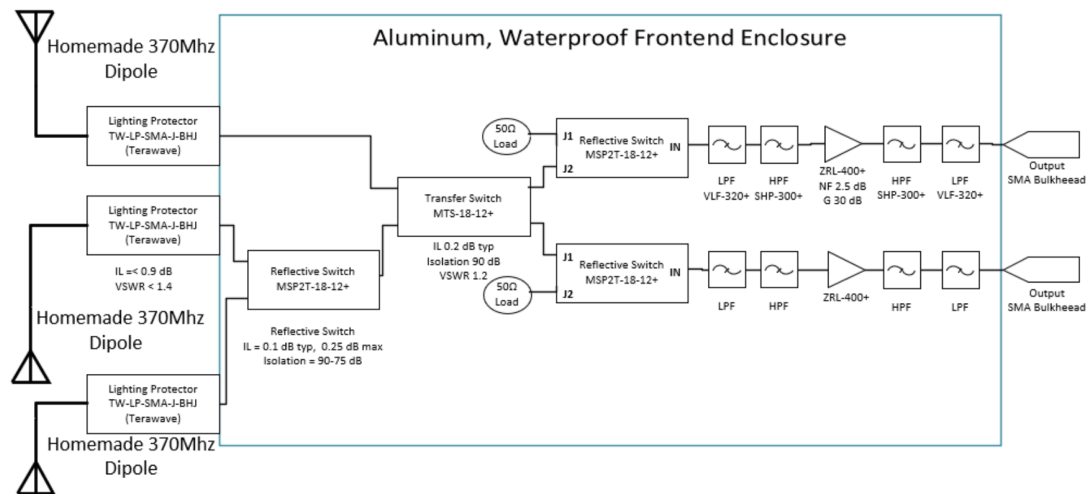 Aluminum, Waterproof Frontend Enclosure
Homemade 370Mhz
Dipole
Lighting Protector
TW-LP-SMA-J-BHJ
(Terawave)
Lighting Protector
TW-LP-SMA-J-BHJ
(Terawave)
IL =< 0.9 dB
VSWR < 1.4
Homemade 370Mhz
Dipole
Lighting Protector
TW-LP-SMA-J-BHJ
(Terawave)
Homemade 370Mhz
Dipole
Reflective Switch
MSP2T-18-12+
Reflective Switch
IL = 0.1 dB typ, 0.25 dB max
Isolation = 90-75 dB
Transfer Switch
MTS-18-12+
IL 0.2 dB typ
Isolation 90 dB
VSWR 1.2
50Ω
Load
J1
J2
Reflective Switch
MSP2T-18-12+
IN
LPF
VLF-320+
HPF
SHP-300+
ZRL-400+
NF 2.5 dB
G 30 dB
HPF
SHP-300+
LPF
VLF-320+
Output
SMA Bulkheead
50Ω
Load
J1
J2
Reflective Switch
MSP2T-18-12+
IN
LPF
HPF
ZRL-400+
HPF
LPF
Output
SMA Bulkheead